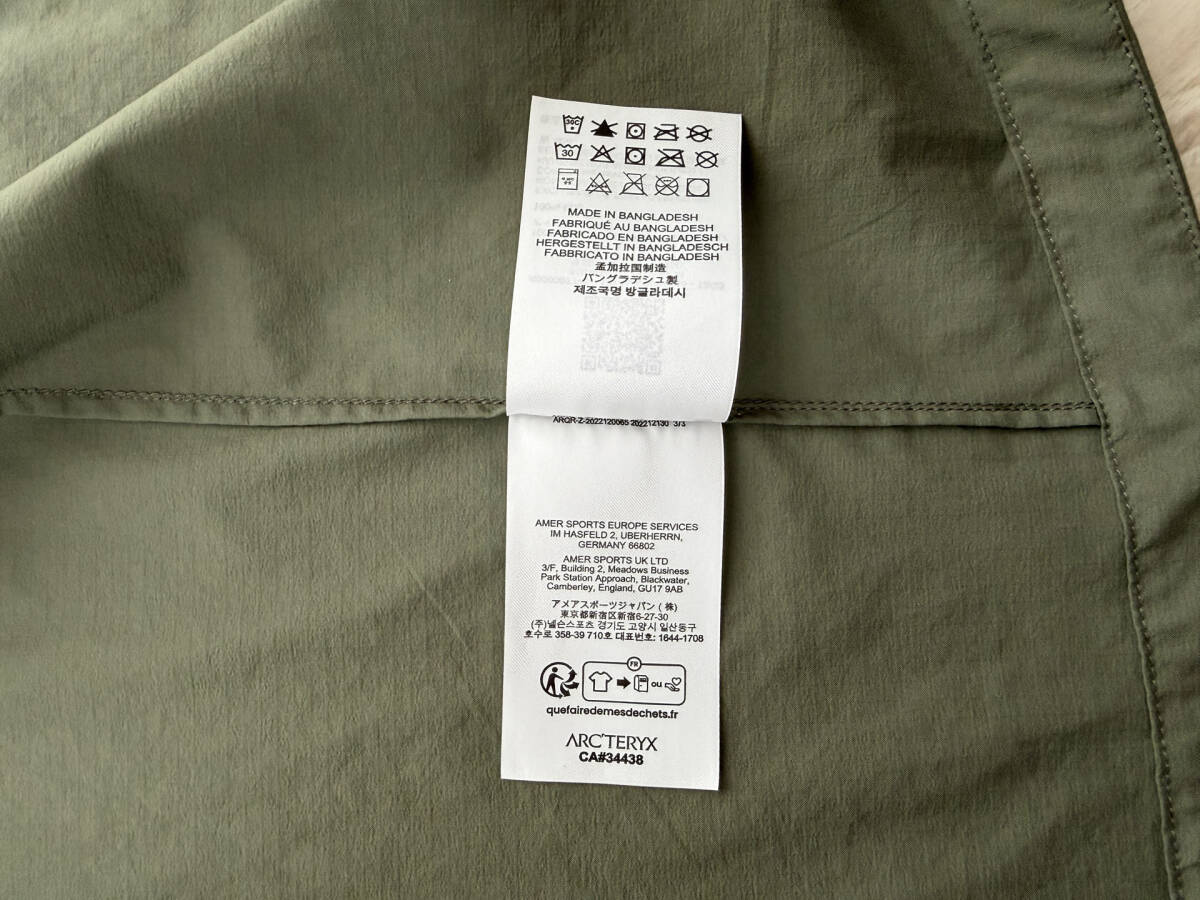 30C
30
MADE IN BANGLADESH
FABRIQUÉ AU BANGLADESH
FABRICADO EN BANGLADESH
HERGESTELLT IN BANGLADESCH
FABBRICATO IN BANGLADESH
孟加拉国制造
バングラデシュ製
제조국명 방글라데시
ARQR-Z-2022120065 202212130 3/3
AMER SPORTS EUROPE SERVICES
IM HASFELD 2, UBERHERRN,
GERMANY 66802
AMER SPORTS UK LTD
3/F, Building 2, Meadows Business
Park Station Approach, Blackwater,
Camberley, England, GU17 9AB
アメアスポーツジャパン (株)
東京都新宿区新宿6-27-30
(주)넬슨스포츠 경기도 고양시 일산동구
호수로 358-39 710호 대표번호: 1644-1708
FR
ou
quefairedemesdechets.fr
ARC'TERYX
CA#34438